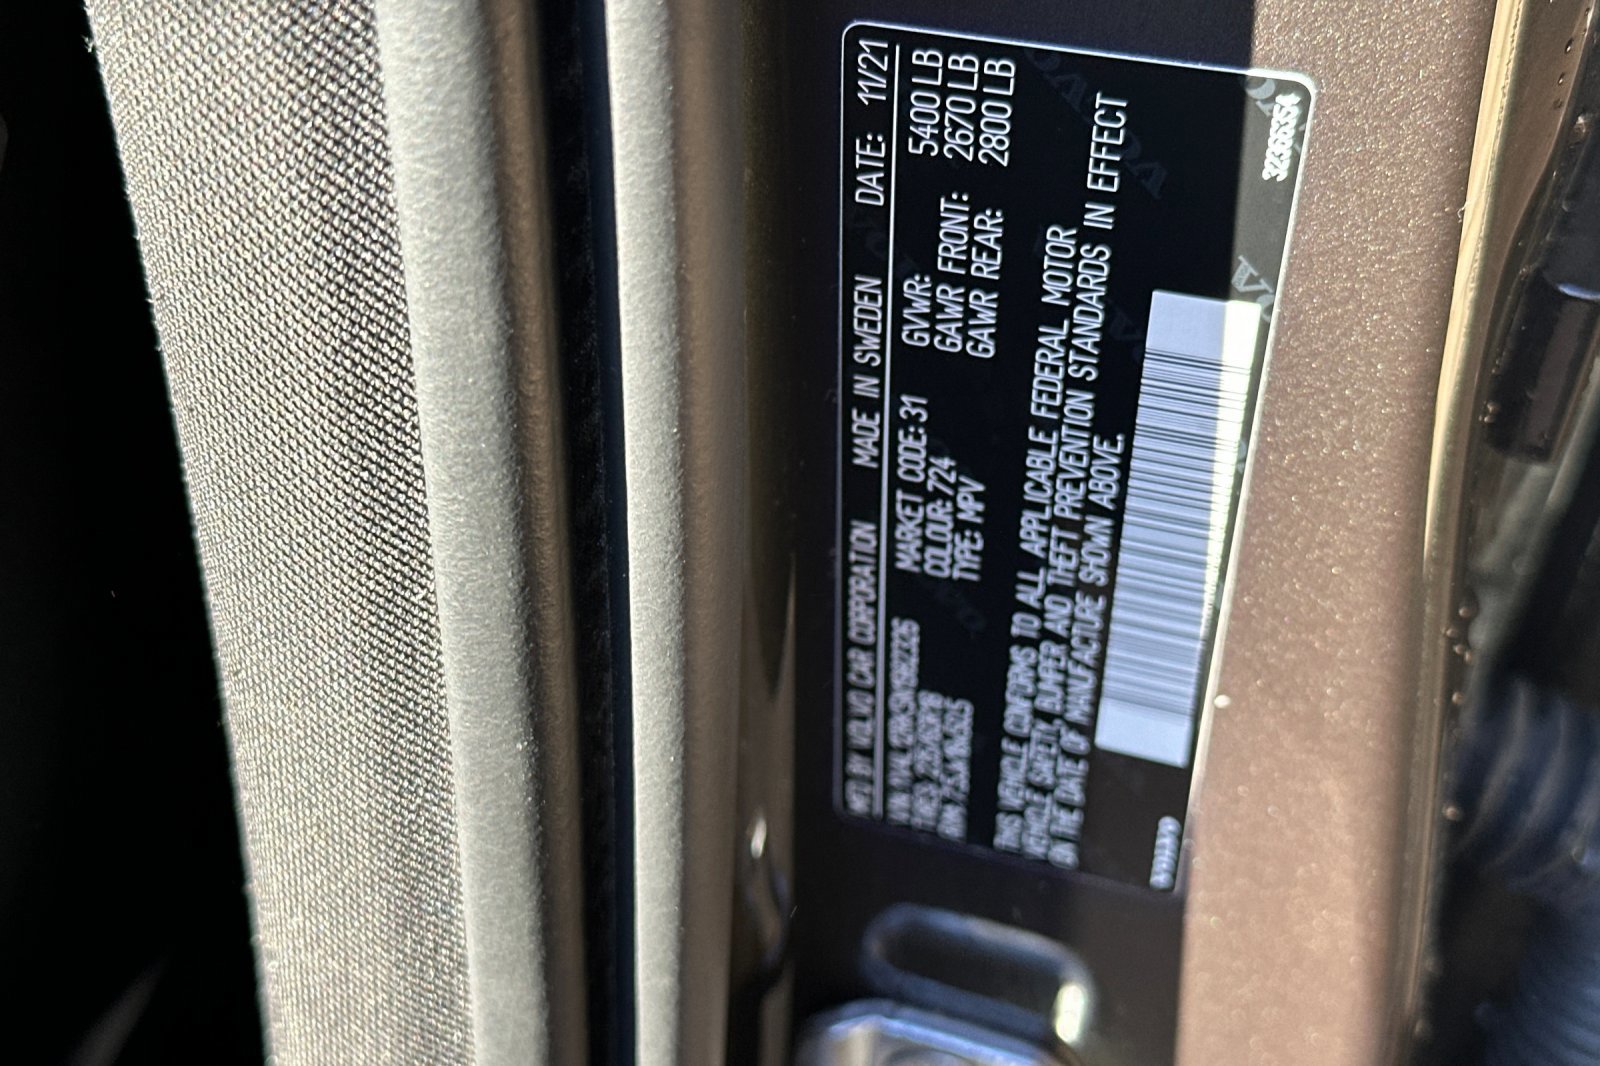 MFD BY VOLVO CAR CORPORATION MADE IN SWEDEN DATE: 11/21
MARKET CODE: 31 GVWR: 5400 LB
COLOUR: 724 GAWR FRONT: 2670 LB
TYPE: MPV GAWR REAR: 2800 LB
THIS VEHICLE CONFORMS TO ALL APPLICABLE FEDERAL MOTOR
VEHICLE SAFETY, BUMPER AND THEFT PREVENTION STANDARDS IN EFFECT
ON THE DATE OF MANUFACTURE SHOWN ABOVE.
VOLVO